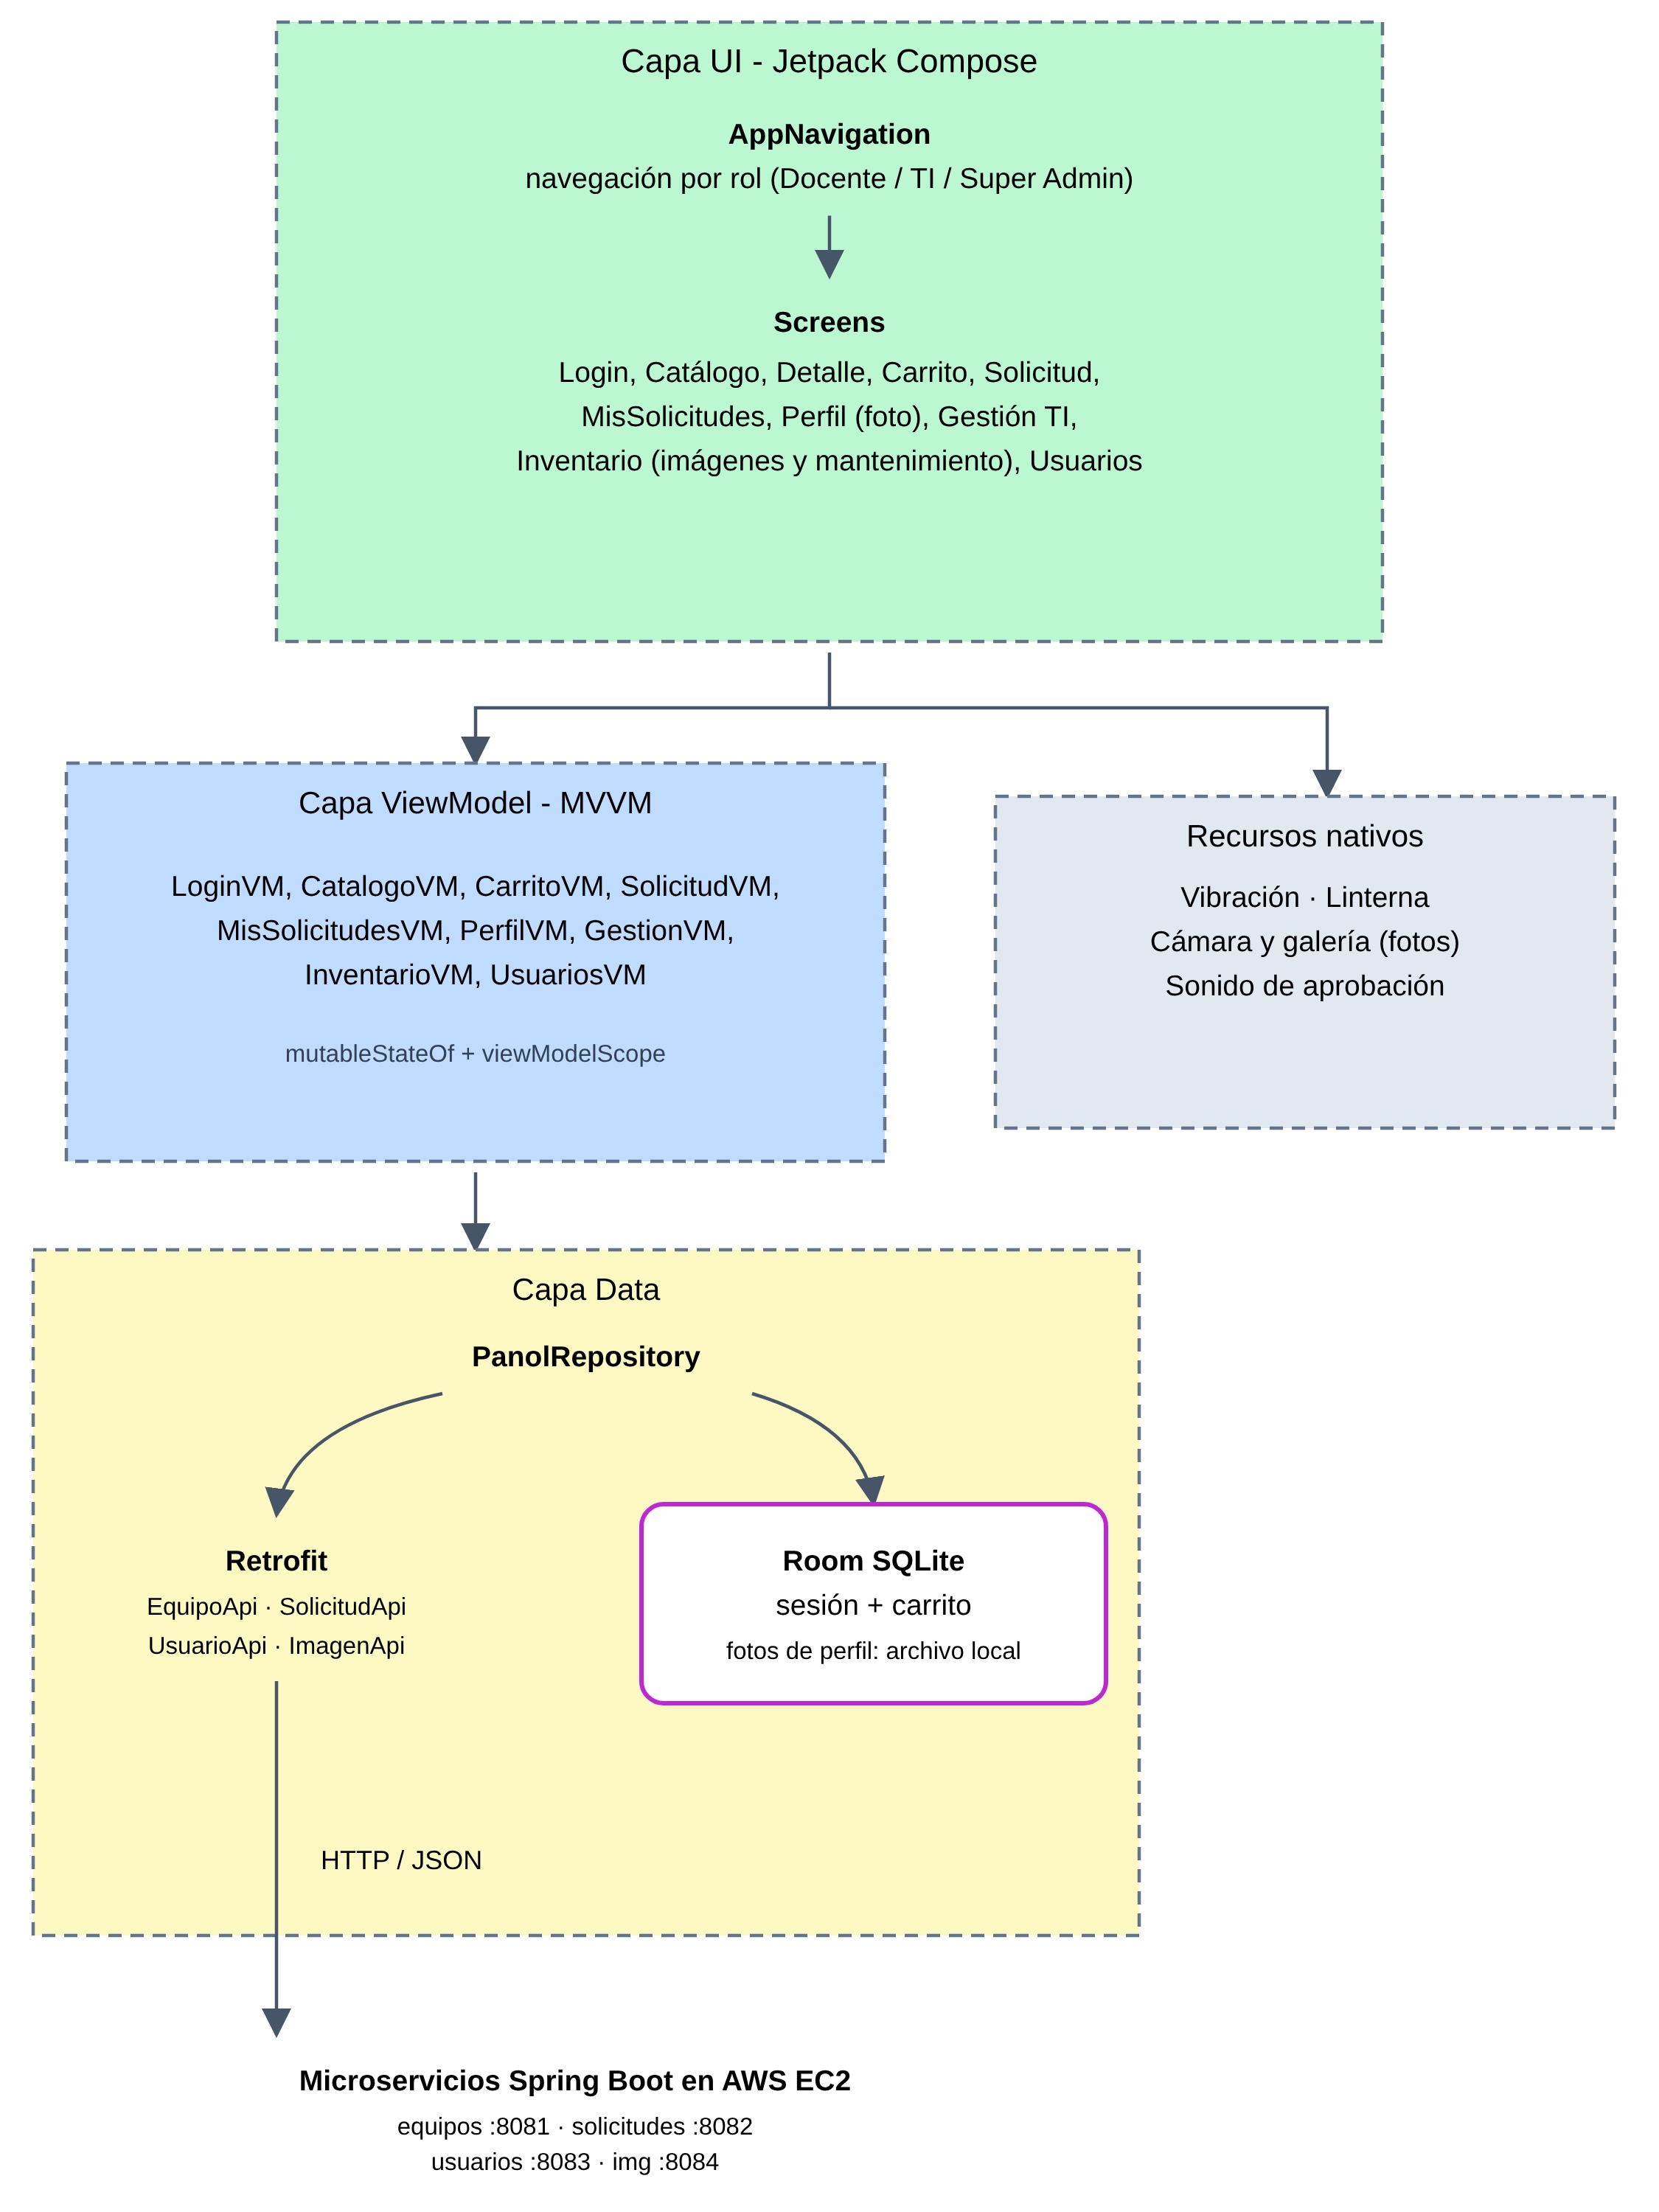 Capa UI - Jetpack Compose
AppNavigation
navegación por rol (Docente / TI / Super Admin)
Screens
Login, Catálogo, Detalle, Carrito, Solicitud,
MisSolicitudes, Perfil (foto), Gestión TI,
Inventario (imágenes y mantenimiento), Usuarios
Capa ViewModel - MVVM
LoginVM, CatalogoVM, CarritoVM, SolicitudVM,
MisSolicitudesVM, PerfilVM, GestionVM,
InventarioVM, UsuariosVM
mutableStateOf + viewModelScope
Recursos nativos
Vibración · Linterna
Cámara y galería (fotos)
Sonido de aprobación
Capa Data
PanolRepository
Retrofit
EquipoApi · SolicitudApi
UsuarioApi · ImagenApi
Room SQLite
sesión + carrito
fotos de perfil: archivo local
HTTP / JSON
Microservicios Spring Boot en AWS EC2
equipos :8081 · solicitudes :8082
usuarios :8083 · img :8084